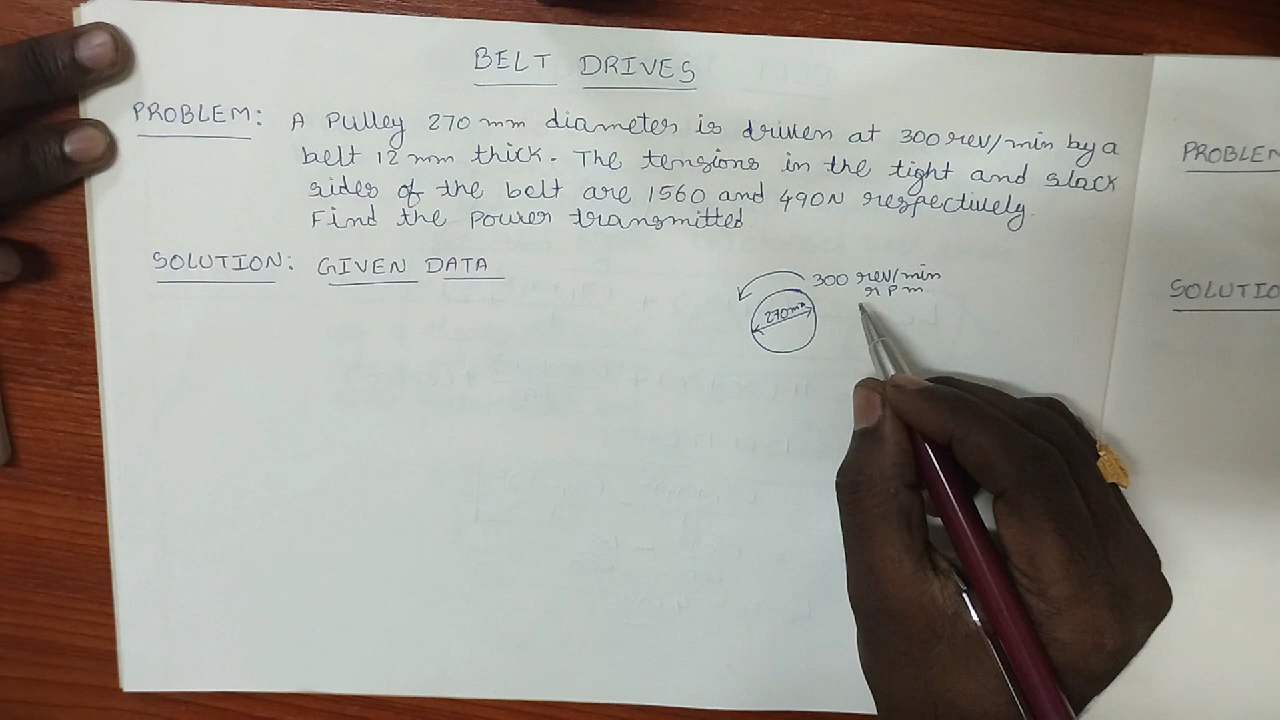 BELT DRIVES
PROBLEM: A Pulley 270 mm diameter is driven at 300 rev/min by a
belt 12 mm thick. The tensions in the tight and slack
sides of the belt are 1560 and 490N respectively.
Find the power transmitted
SOLUTION: GIVEN DATA
300 rev/min
r P m
270mm
PROBLEM
SOLUTIO